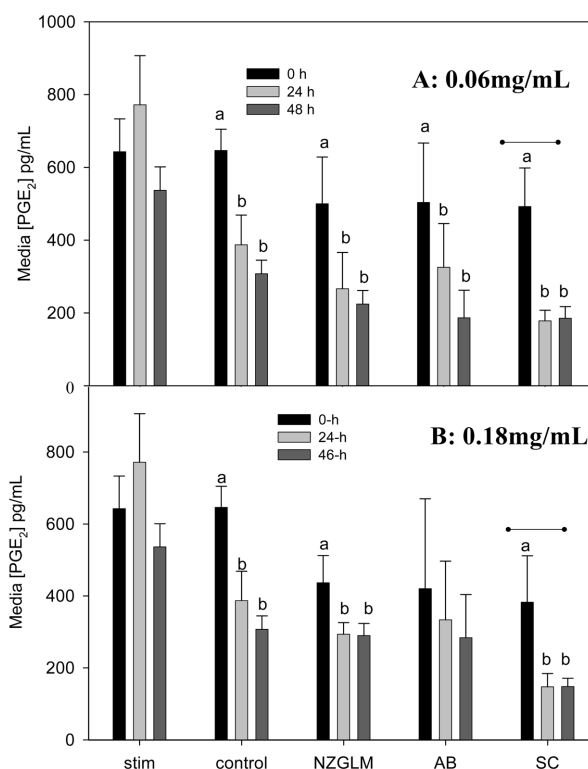 1000
0 h
24 h
48 h
A: 0.06mg/mL
800
600
400
200
0
Media [PGE2] pg/mL
a
b
b
a
b
b
a
b
b
a
b
b
0-h
24-h
46-h
B: 0.18mg/mL
800
600
400
200
0
Media [PGE2] pg/mL
a
b
b
a
b
b
a
b
b
stim control NZGLM AB SC